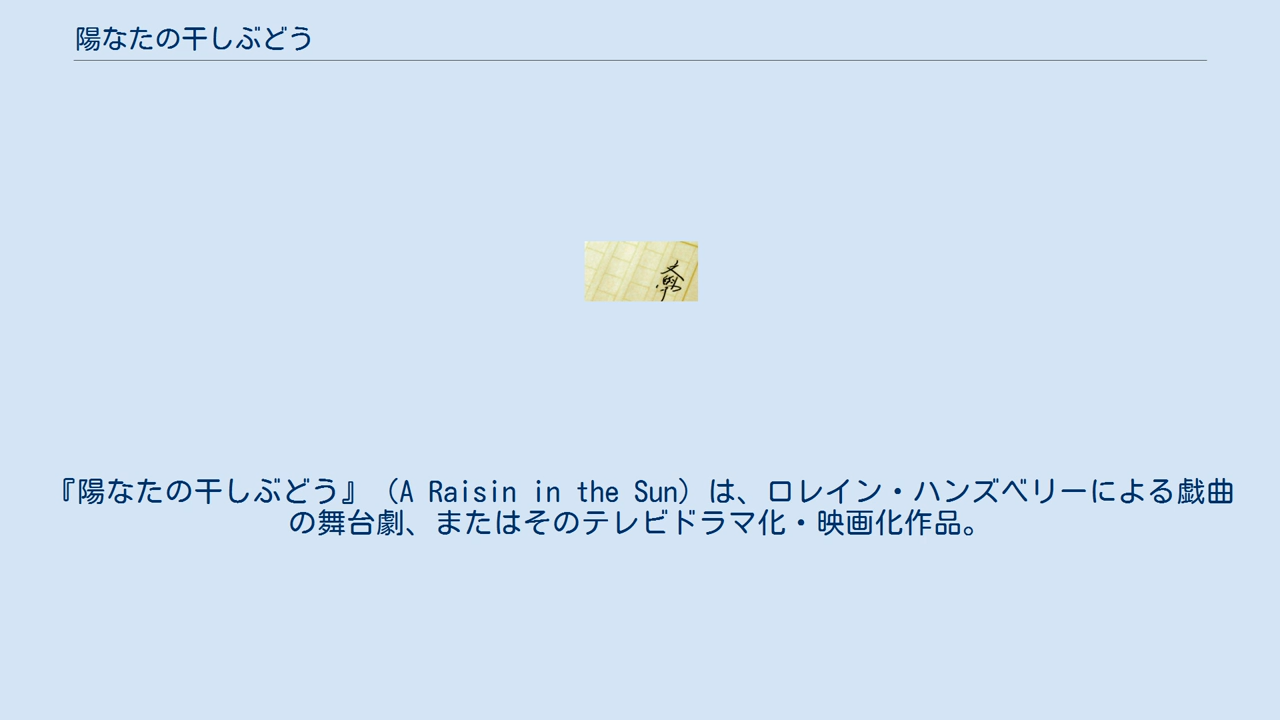 陽なたの干しぶどう
『陽なたの干しぶどう』（A Raisin in the Sun）は、ロレイン・ハンズベリーによる戯曲
の舞台劇、またはそのテレビドラマ化・映画化作品。